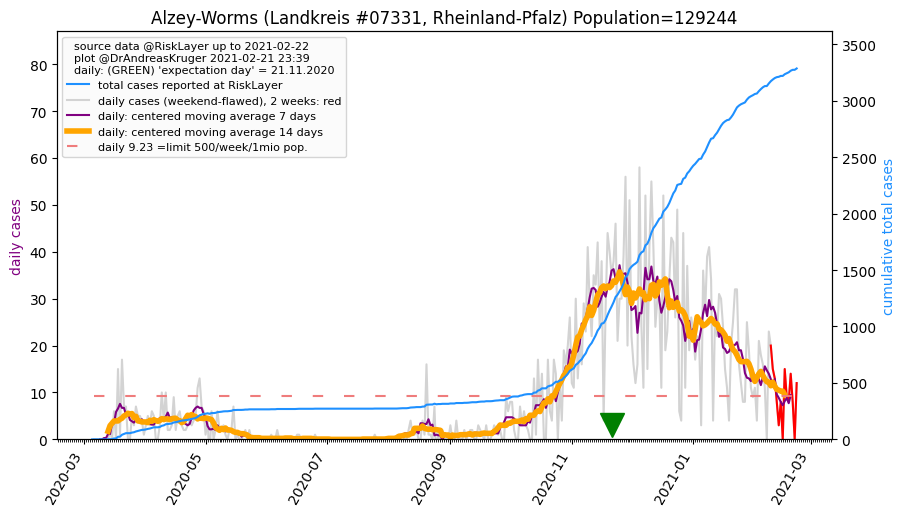 Alzey-Worms (Landkreis #07331, Rheinland-Pfalz) Population=129244
source data @RiskLayer up to 2021-02-22
plot @DrAndreasKruger 2021-02-21 23:39
daily: (GREEN) 'expectation day' = 21.11.2020
total cases reported at RiskLayer
daily cases (weekend-flawed), 2 weeks: red
daily: centered moving average 7 days
daily: centered moving average 14 days
daily 9.23 =limit 500/week/1mio pop.
daily cases
80
70
60
50
40
30
20
10
0
cumulative total cases
3500
3000
2500
2000
1500
1000
500
0
2020-03
2020-05
2020-07
2020-09
2020-11
2021-01
2021-03